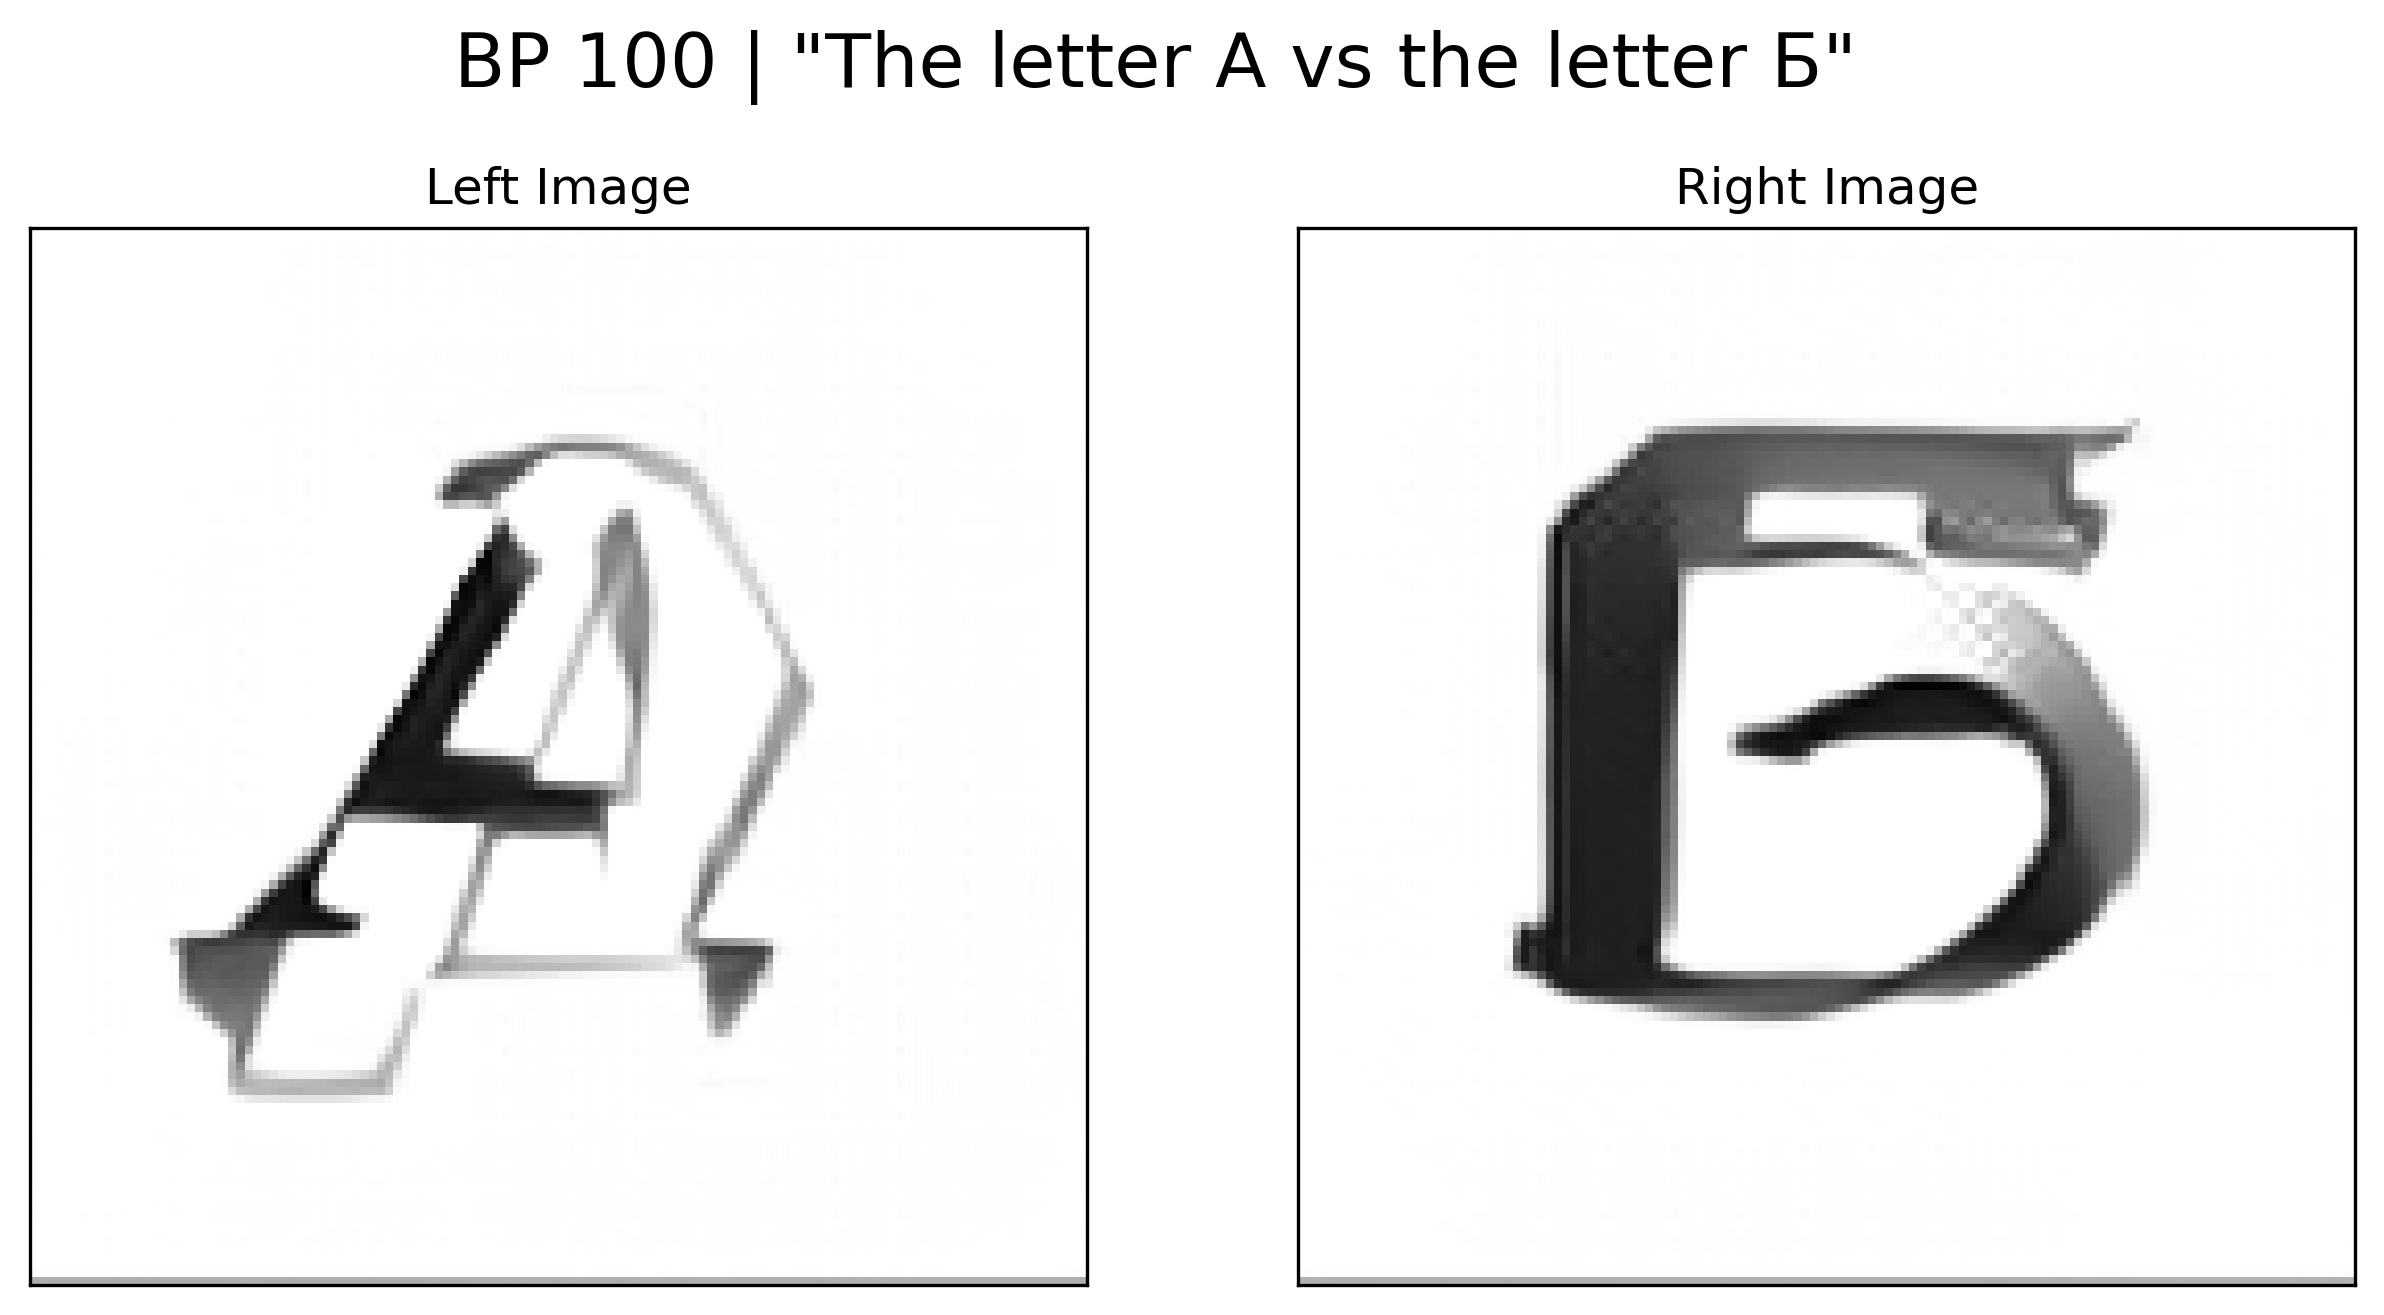 BP 100 | "The letter А vs the letter Б"
Left Image
Right Image
А
Б